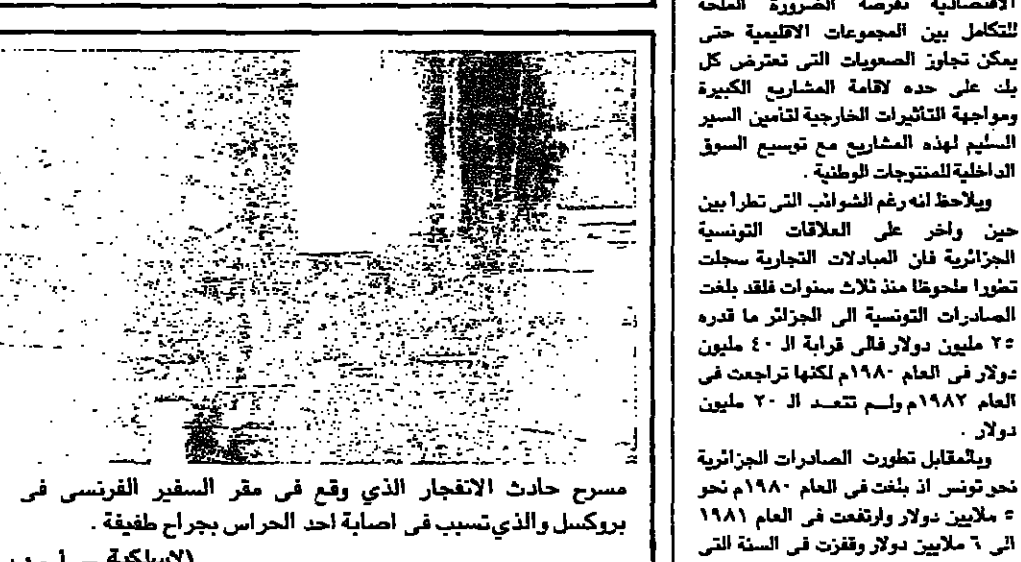 الاقتصادية تفرضه الضرورة الملحة
للتكامل بين المجموعات الاقليمية حتى
يمكن تجاوز الصعوبات التى تعترض كل
بلد على حده لاقامة المشاريع الكبيرة
ومواجهة التأثيرات الخارجية لتأمين السير
السليم لهذه المشاريع مع توسيع السوق
الداخلية للمنتوجات الوطنية .
ويلاحظ انه رغم الشوائب التى تطرأ بين
حين واخر على العلاقات التونسية
الجزائرية فان المبادلات التجارية سجلت
تطورا ملحوظا منذ ثلاث سنوات فلقد بلغت
الصادرات التونسية الى الجزائر ما قدره
٢٥ مليون دولار فالى قرابة الـ ٤٠ مليون
دولار فى العام ١٩٨٠م لكنها تراجعت فى
العام ١٩٨٢م ولـم تتعـد الـ ٢٠ مليون
دولار .
وبالمقابل تطورت الصادرات الجزائرية
نحو تونس اذ بلغت فى العام ١٩٨٠م نحو
٥ ملايين دولار وارتفعت فى العام ١٩٨١
الى ٦ ملايين دولار وقفزت فى السنة التى
مسرح حادث الانفجار الذي وقع فى مقر السفير الفرنسى فى
بروكسل والذي تسبب فى اصابة احد الحراس بجراح طفيفة .